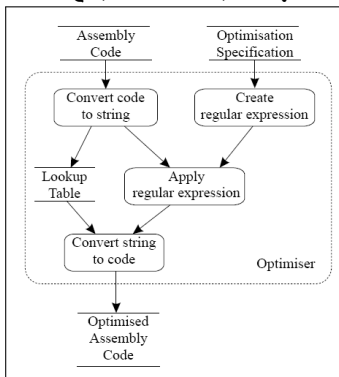 Assembly
Code
Optimisation
Specification
Convert code
to string
Create
regular expression
Lookup
Table
Apply
regular expression
Convert string
to code
Optimiser
Optimised
Assembly
Code